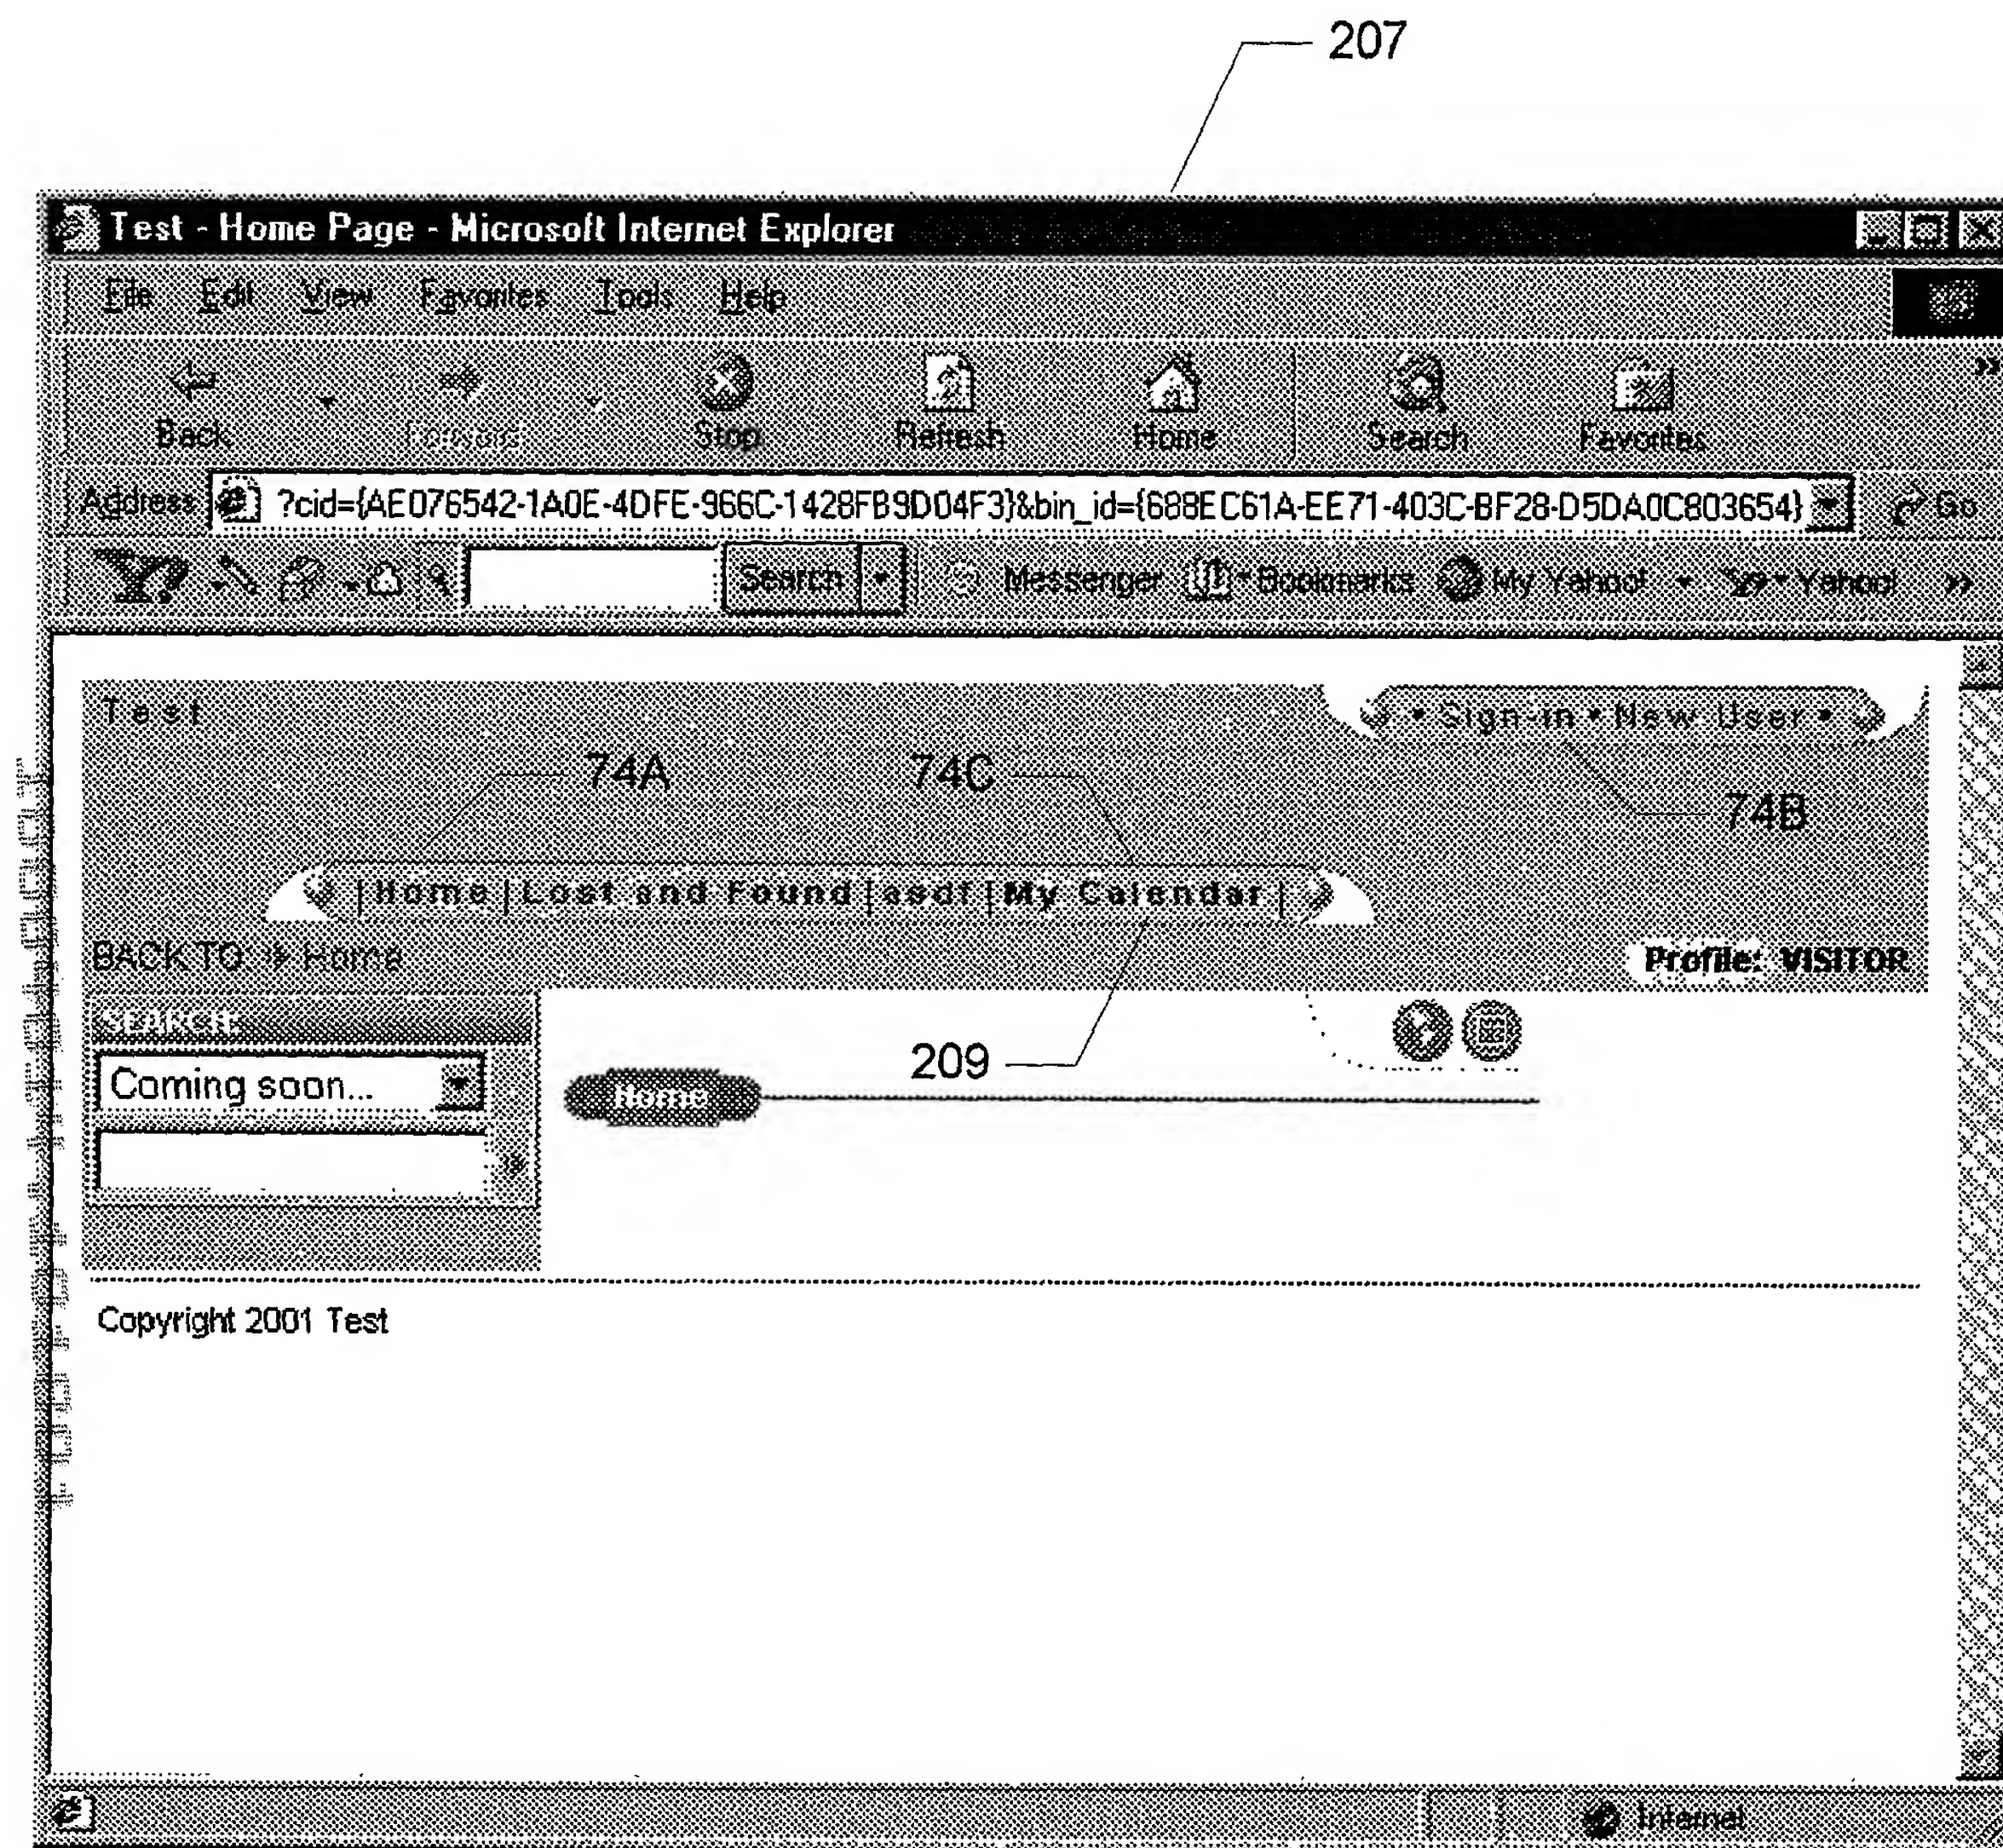 207
Test - Home Page - Microsoft Internet Explorer
File Edit View Favorites Tools Help
Back Forward Stop Refresh Home Search Favorites »
Address ?cid={AE076542-1A0E-4DFE-966C-1428FB9D04F3}&bin_id={688EC61A-EE71-403C-BF28-D5DA0C803654} Go
Y! Search Messenger Bookmarks My Yahoo! Y! Yahoo! »
Test • Sign-in • New User •
74A 74C 74B
| Home | Lost and Found | asdf | My Calendar |
BACK TO: Home Profile: VISITOR
SEARCH:
Coming soon...
Home
209
Copyright 2001 Test
Internet